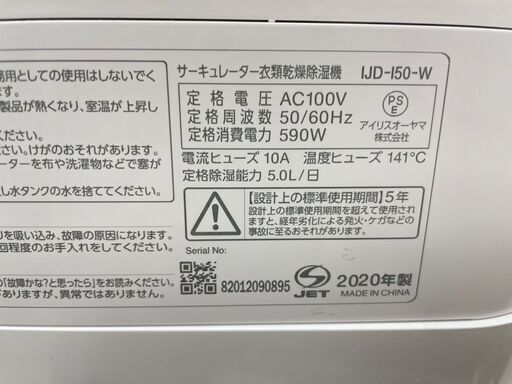 務用としての使用はしないでく
い。
製品が熱くなり、室温が上昇し
ください。
い。けがのおそれがあります。
ーターを布や洗濯物などで塞が
し水タンクの水を捨ててください。
リを吸い込み、故障の原因になります。
回程度のお手入れをしてください。
の「故障かな?と思ったら」をお読みください。
がありますが、異常ではありません。
サーキュレーター衣類乾燥除湿機 IJD-I50-W
定格電圧 AC100V
定格周波数 50/60Hz
定格消費電力 590W
PS
E
アイリスオーヤマ
株式会社
電流ヒューズ 10A 温度ヒューズ 141℃
定格除湿能力 5.0L/日
【設計上の標準使用期間】5年
設計上の標準使用期間を超えて使用されますと、経年劣化による発火・ケガなどの
事故に至るおそれがあります。
Serial No:
82012090895
JET
2020年製
MADE IN CHINA